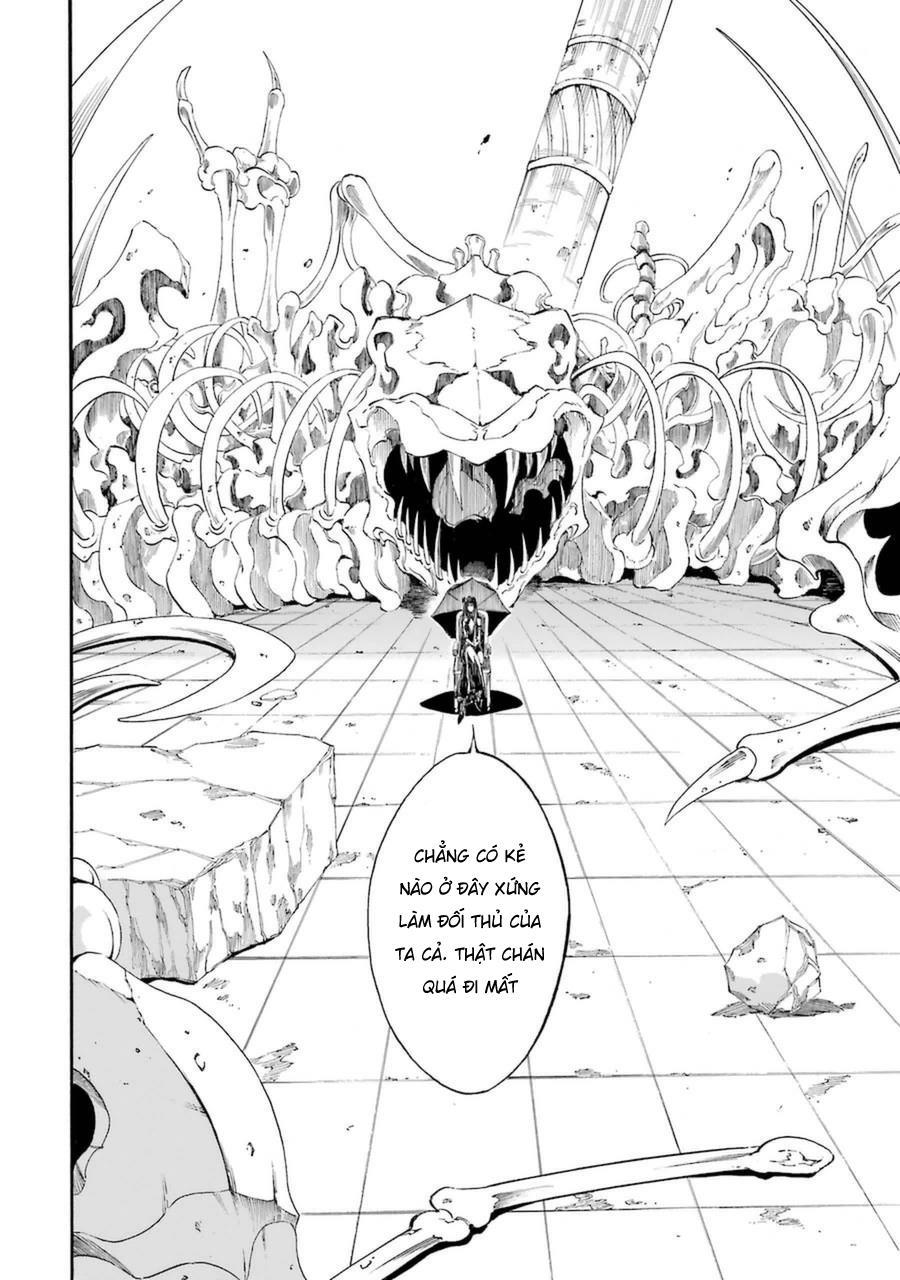 CHẲNG CÓ KẺ
NÀO Ở ĐÂY XỨNG
LÀM ĐỐI THỦ CỦA
TA CẢ. THẬT CHÁN
QUÁ ĐI MẤT